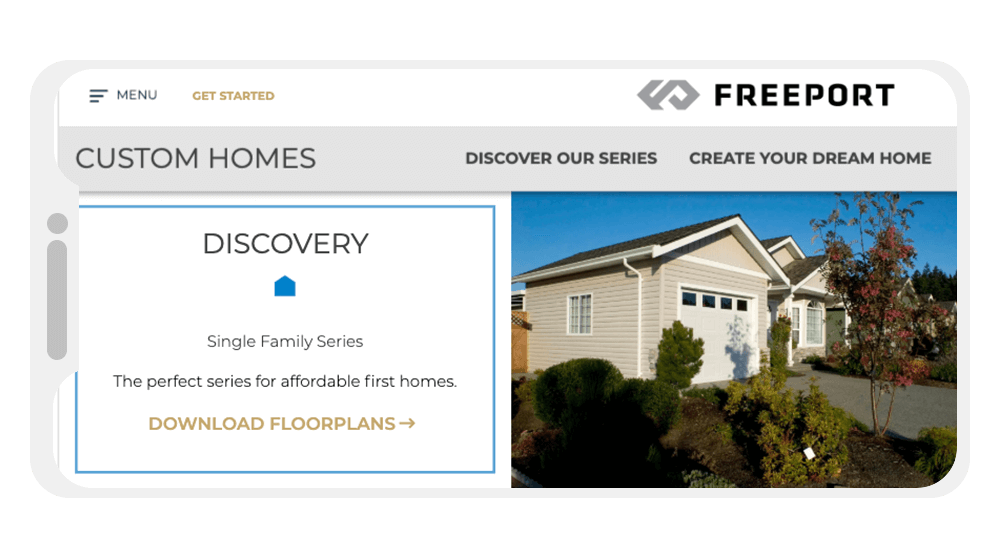 MENU
GET STARTED
FREEPORT
CUSTOM HOMES
DISCOVER OUR SERIES
CREATE YOUR DREAM HOME
DISCOVERY
Single Family Series
The perfect series for affordable first homes.
DOWNLOAD FLOORPLANS→